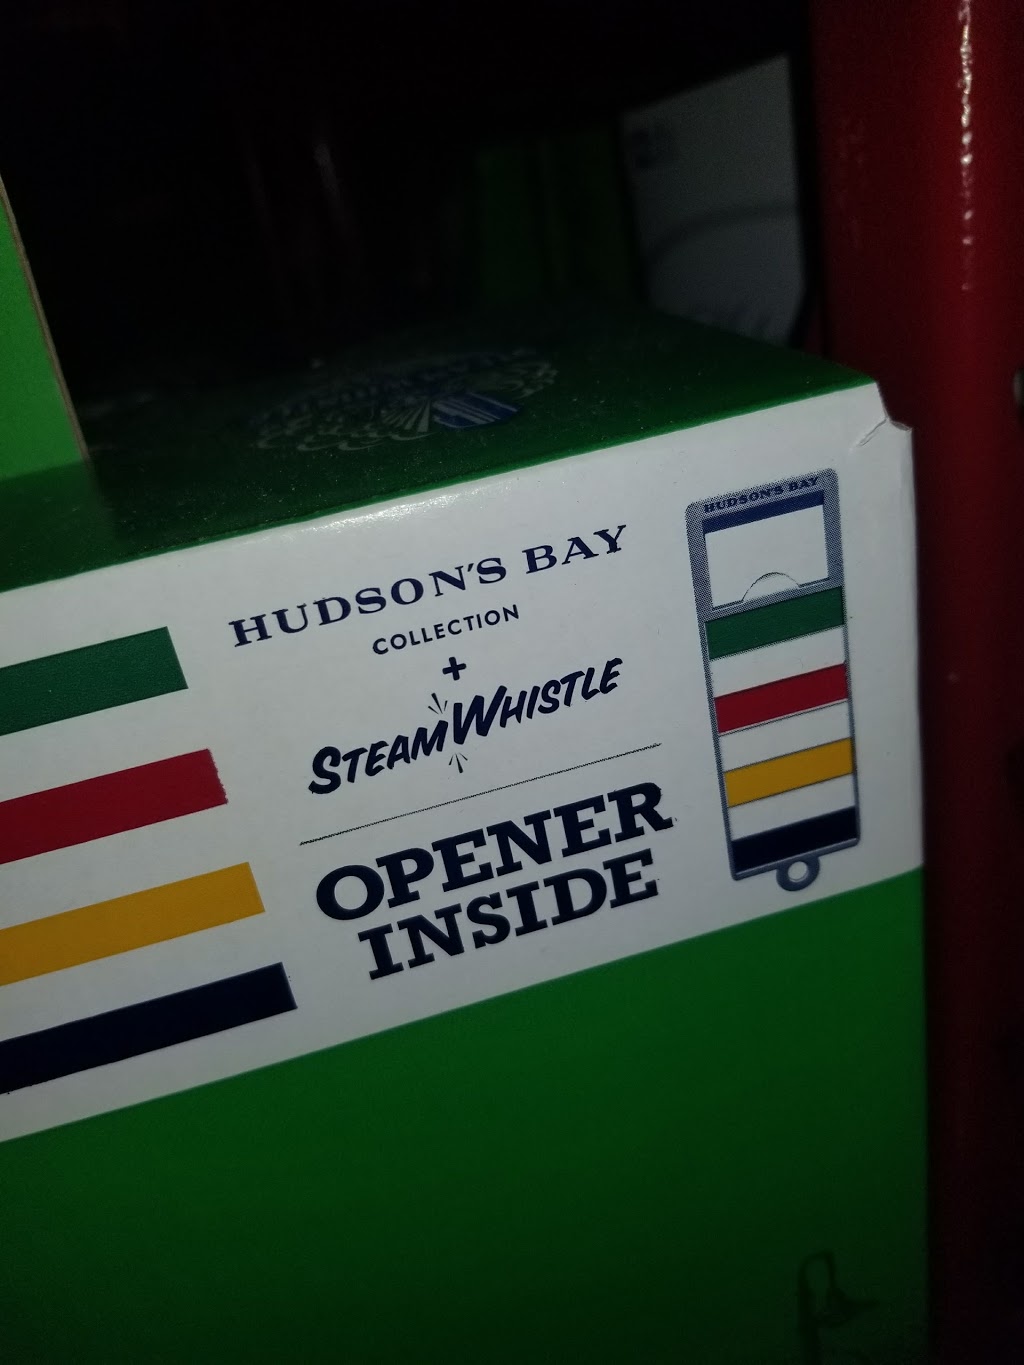 HUDSON'S BAY
COLLECTION
+
STEAM WHISTLE
OPENER
INSIDE
HUDSON'S BAY